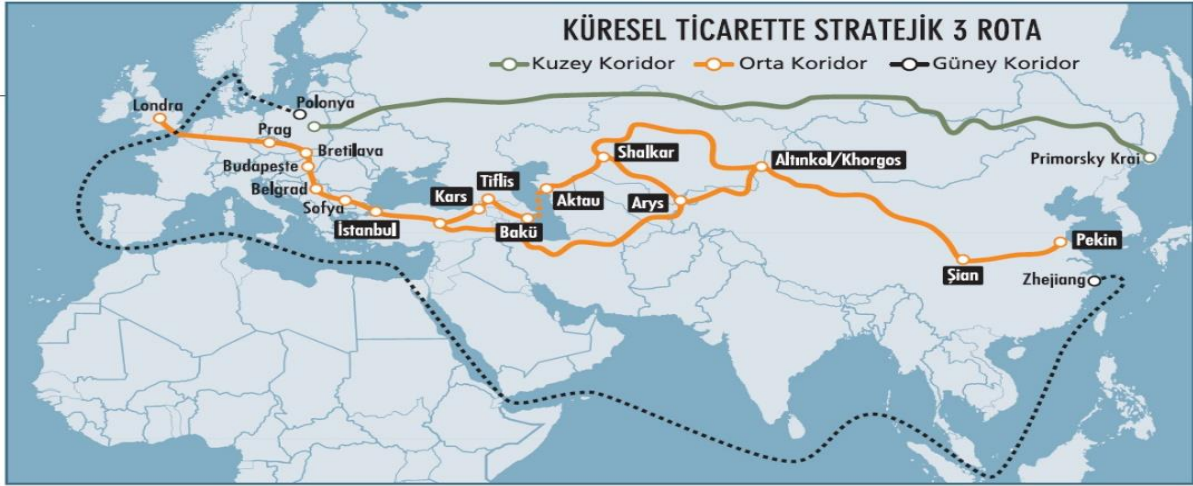 KÜRESEL TİCARETTE STRATEJİK 3 ROTA
Kuzey Koridor Orta Koridor Güney Koridor
Londra
Polonya
Prag
Bretilava
Budapeşte
Belgrad
Sofya
İstanbul
Kars
Tiflis
Bakü
Aktau
Shalkar
Arys
Altınkol/Khorgos
Primorsky Krai
Pekin
Şian
Zhejiang